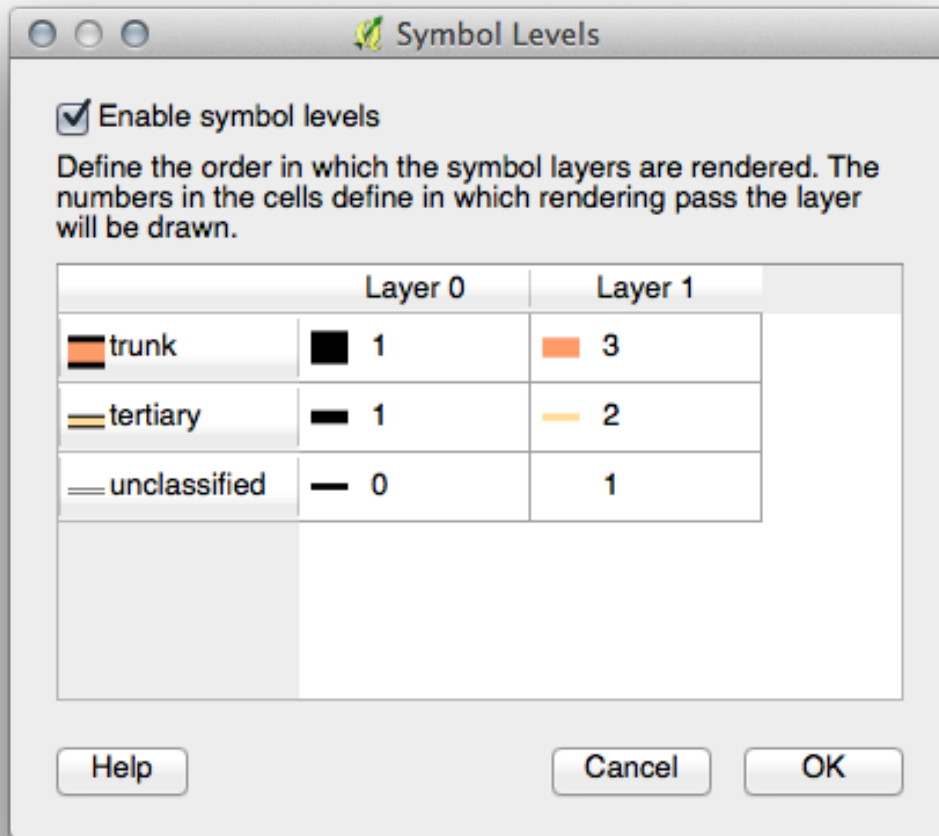 Symbol Levels
Enable symbol levels
Define the order in which the symbol layers are rendered. The
numbers in the cells define in which rendering pass the layer
will be drawn.
Layer 0 Layer 1
trunk 1 3
tertiary 1 2
unclassified 0 1
Help Cancel OK